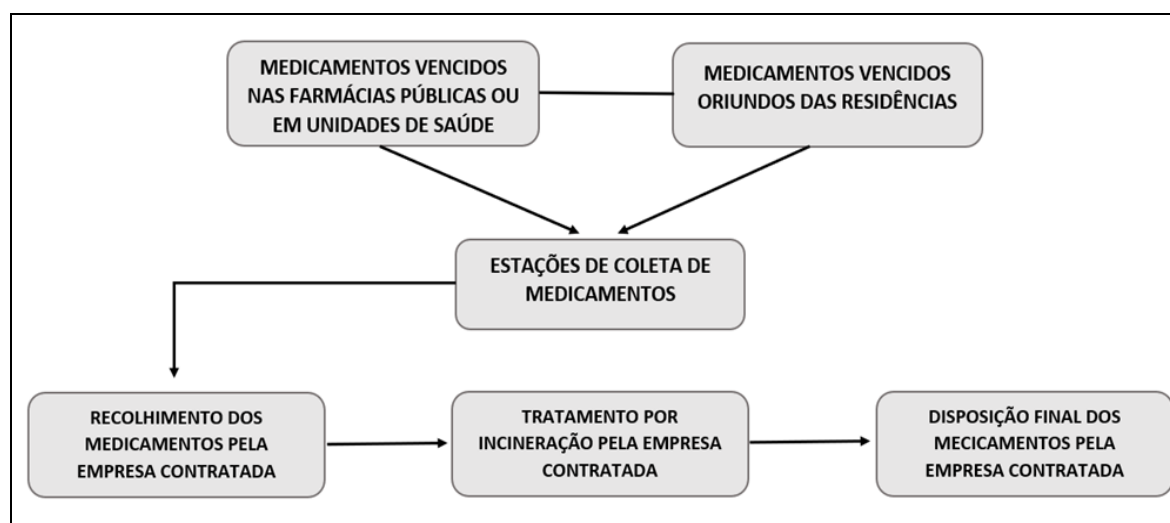 MEDICAMENTOS VENCIDOS
NAS FARMÁCIAS PÚBLICAS OU
EM UNIDADES DE SAÚDE
MEDICAMENTOS VENCIDOS
ORIUNDOS DAS RESIDÊNCIAS
ESTAÇÕES DE COLETA DE
MEDICAMENTOS
RECOLHIMENTO DOS
MEDICAMENTOS PELA
EMPRESA CONTRATADA
TRATAMENTO POR
INCINERAÇÃO PELA EMPRESA
CONTRATADA
DISPOSIÇÃO FINAL DOS
MECICAMENTOS PELA
EMPRESA CONTRATADA